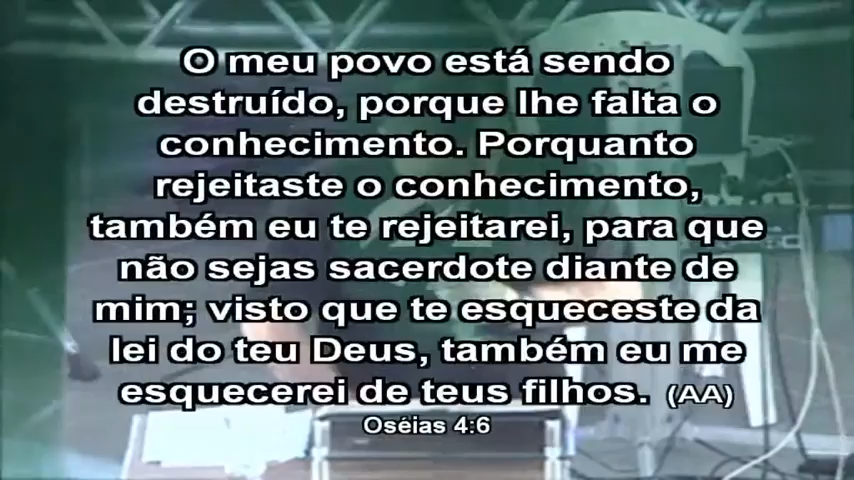 O meu povo está sendo
destruído, porque lhe falta o
conhecimento. Porquanto
rejeitaste o conhecimento,
também eu te rejeitarei, para que
não sejas sacerdote diante de
mim; visto que te esqueceste da
lei do teu Deus, também eu me
esquecerei de teus filhos. (AA)
Oséias 4:6